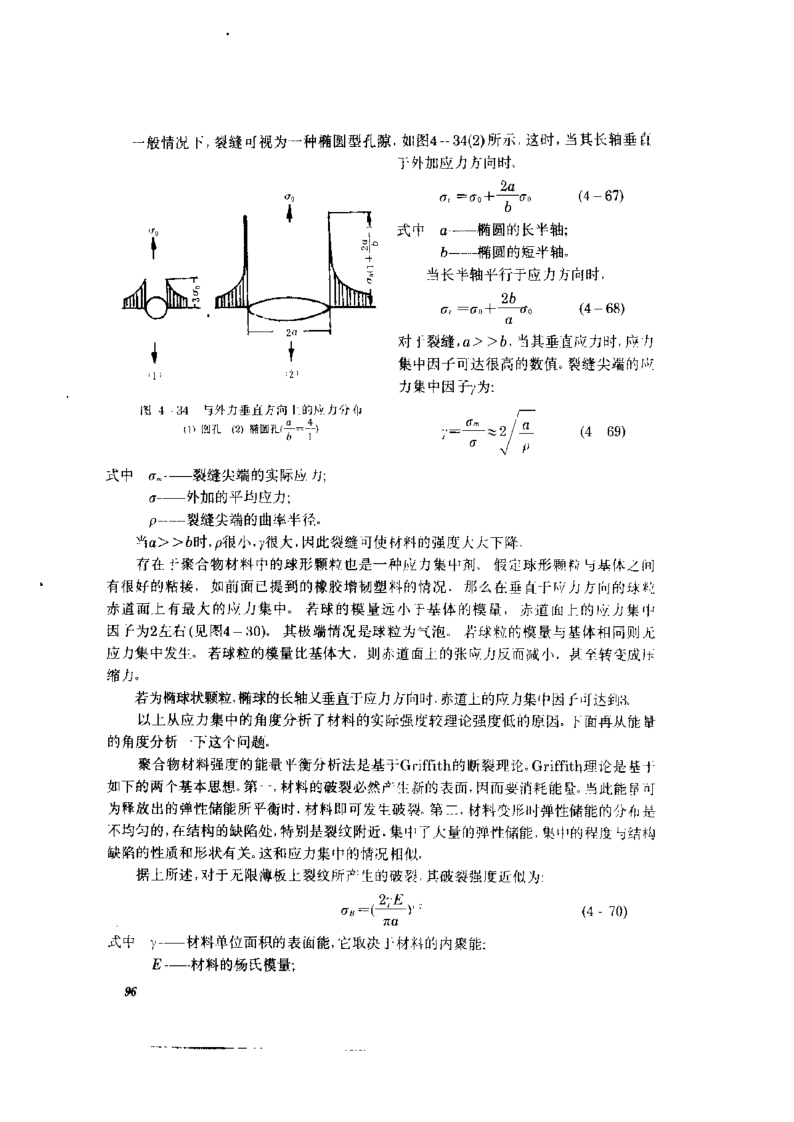 一般情况下,裂缝可视为一种椭圆型孔隙,如图4--34(2)所示.这时,当其长轴垂直
于外加应力方向时、
σt =σ0+2a/b σ0 (4-67)
式中 a——椭圆的长半轴;
b——椭圆的短半轴。
当长半轴平行于应力方向时,
σt =σ0+2b/a σ0 (4-68)
对于裂缝,a>>b,当其垂直应力时,应力
集中因子可达很高的数值。裂缝尖端的应
力集中因子γ为:
γ=σm/σ≈2√a/ρ (4 69)
σ0
σ0
3σ0
σ0(1+2a/b)
2a
(1)
(2)
图 4-34 与外力垂直方向上的应力分布
(1) 圆孔 (2) 椭圆孔(a/b=4/1)
式中 σm——裂缝尖端的实际应力;
σ——外加的平均应力;
ρ——裂缝尖端的曲率半径。
当a>>b时,ρ很小,γ很大,因此裂缝可使材料的强度大大下降、
存在于聚合物材料中的球形颗粒也是一种应力集中剂。假定球形颗粒与基体之间
有很好的粘接,如前面已提到的橡胶增韧塑料的情况.那么在垂直于应力方向的球粒
赤道面上有最大的应力集中。若球的模量远小于基体的模量,赤道面上的应力集中
因子为2左右(见图4-30)。其极端情况是球粒为气泡。若球粒的模量与基体相同则无
应力集中发生。若球粒的模量比基体大,则赤道面上的张应力反而减小,甚至转变成压
缩力。
若为椭球状颗粒,椭球的长轴又垂直于应力方向时,赤道上的应力集中因子可达到3。
以上从应力集中的角度分析了材料的实际强度较理论强度低的原因。下面再从能量
的角度分析一下这个问题。
聚合物材料强度的能量平衡分析法是基于Griffith的断裂理论。Griffith理论是基于
如下的两个基本思想。第一,材料的破裂必然产生新的表面,因而要消耗能量。当此能量可
为释放出的弹性储能所平衡时,材料即可发生破裂。第二,材料变形时弹性储能的分布是
不均匀的,在结构的缺陷处,特别是裂纹附近,集中了大量的弹性储能,集中的程度与结构
缺陷的性质和形状有关。这和应力集中的情况相似。
据上所述,对于无限薄板上裂纹所产生的破裂,其破裂强度近似为:
σB=(2γE/πa)^1/2 (4-70)
式中 γ——材料单位面积的表面能,它取决于材料的内聚能;
E——材料的杨氏模量;
96